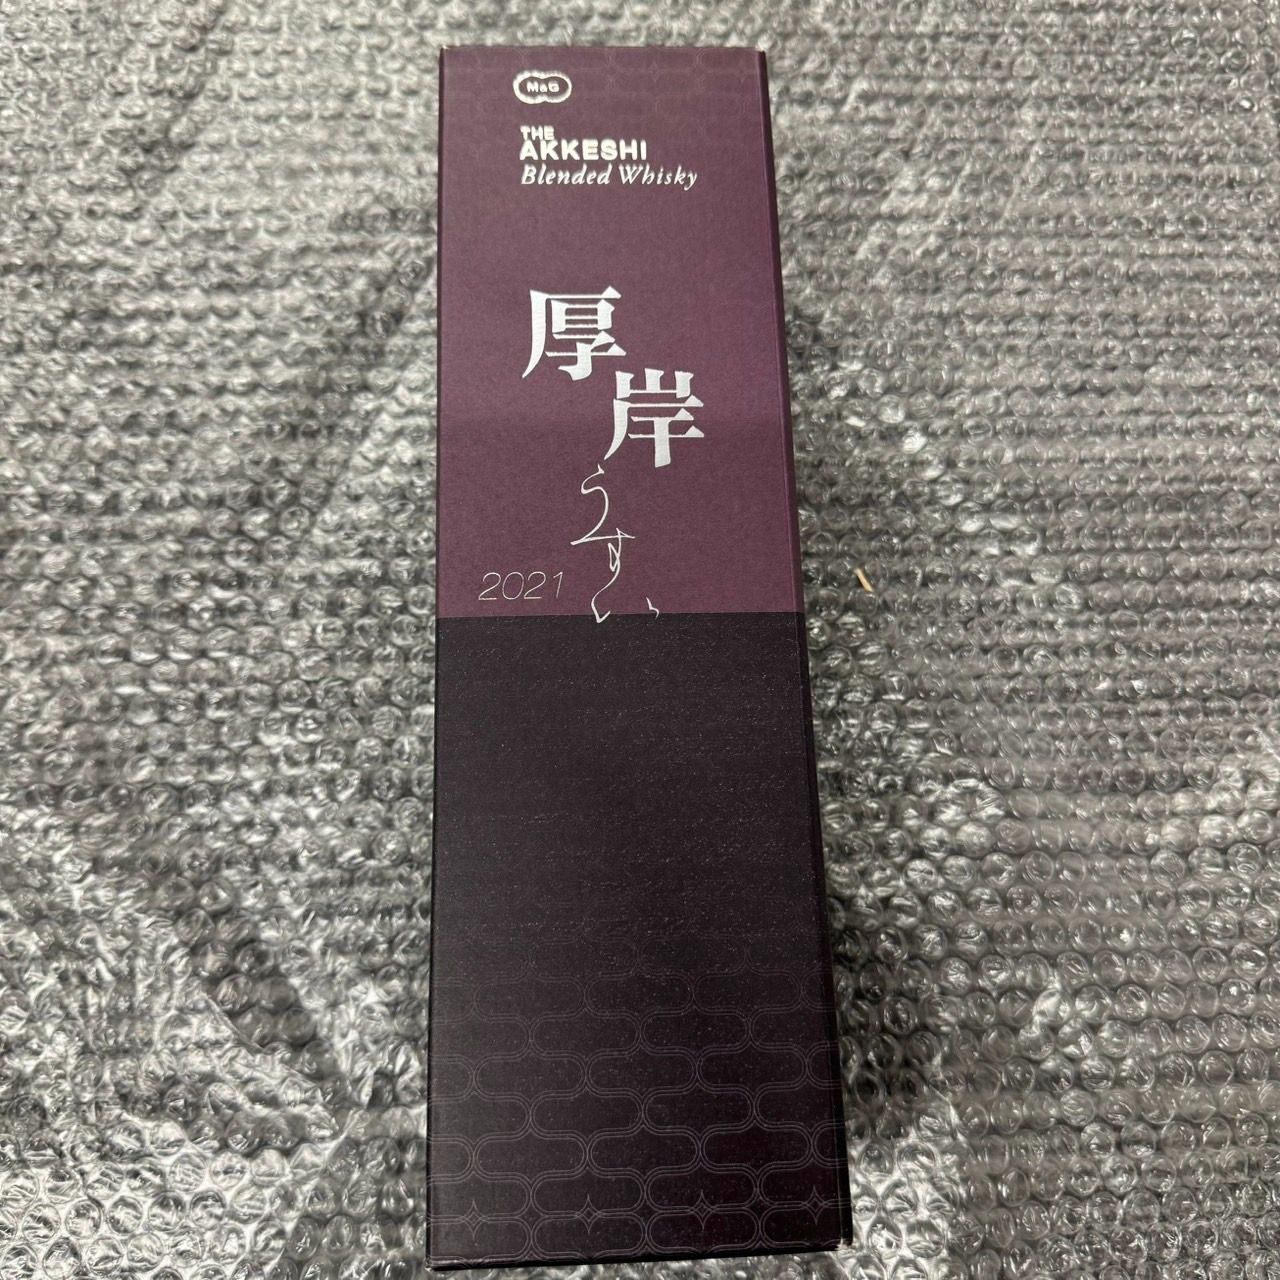 M&G
THE
AKKESHI
Blended Whisky
厚岸
うすい
2021